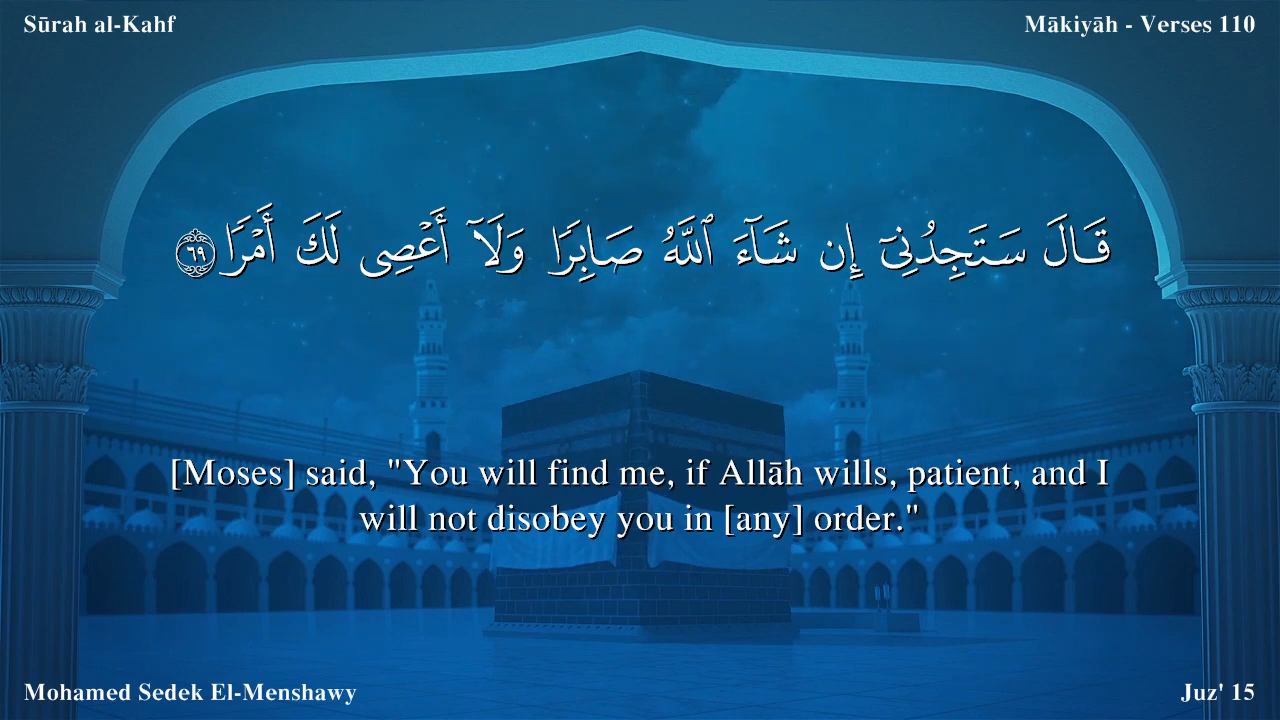 Sūrah al-Kahf
Mākiyāh - Verses 110
قَالَ سَتَجِدُنِىٓ إِن شَآءَ ٱللَّهُ صَابِرًا وَلَآ أَعْصِى لَكَ أَمْرًا ٦٩
[Moses] said, "You will find me, if Allāh wills, patient, and I
will not disobey you in [any] order."
Mohamed Sedek El-Menshawy
Juz' 15